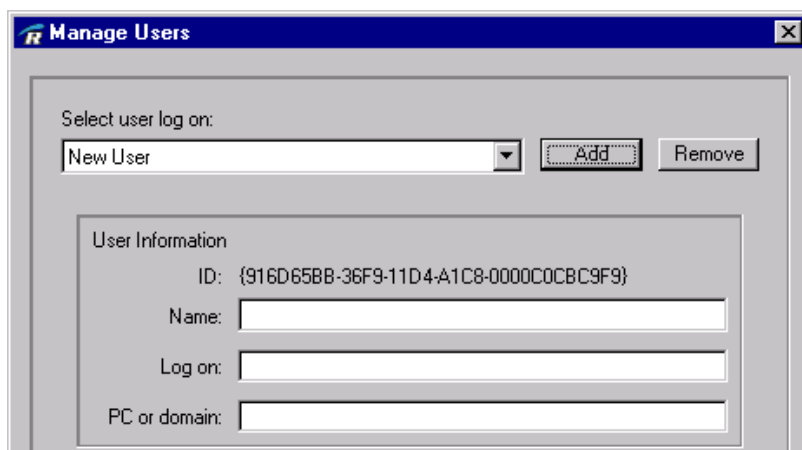 Manage Users
Select user log on:
New User Add Remove
User Information
ID: {916D65BB-36F9-11D4-A1C8-0000C0CBC9F9}
Name:
Log on:
PC or domain: